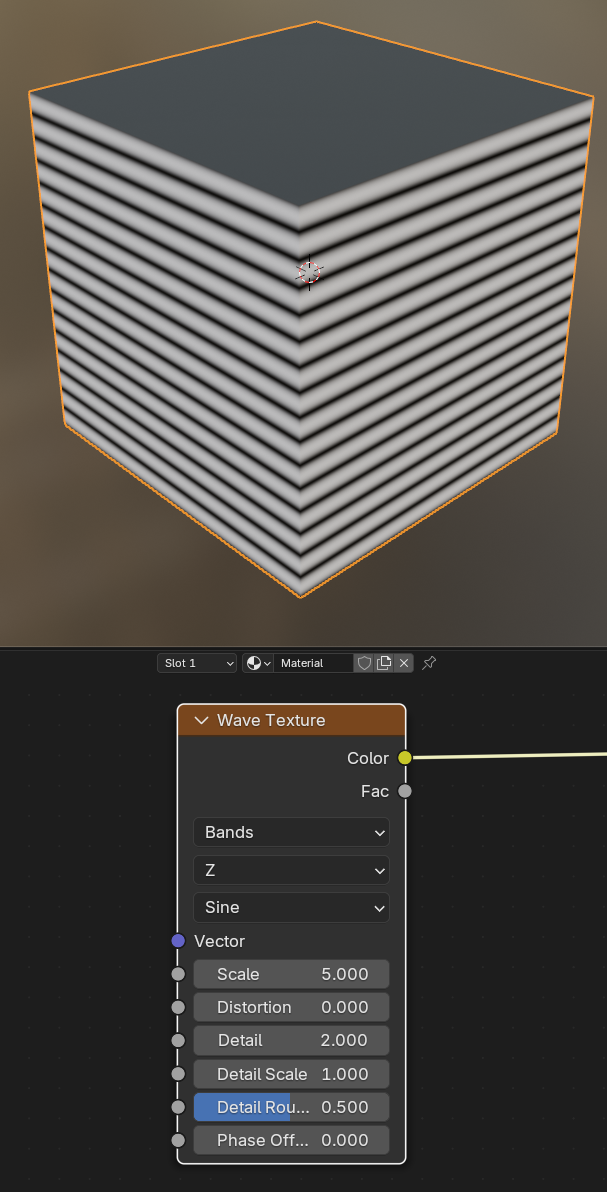 Slot 1 Material
Wave Texture
Color
Fac
Bands
Z
Sine
Vector
Scale 5.000
Distortion 0.000
Detail 2.000
Detail Scale 1.000
Detail Rou... 0.500
Phase Off... 0.000